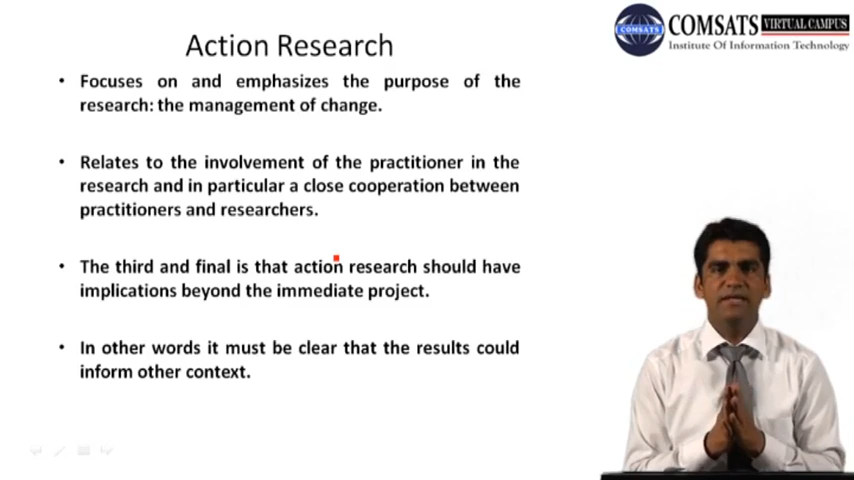 Action Research
• Focuses on and emphasizes the purpose of the
research: the management of change.
• Relates to the involvement of the practitioner in the
research and in particular a close cooperation between
practitioners and researchers.
• The third and final is that action research should have
implications beyond the immediate project.
• In other words it must be clear that the results could
inform other context.
COMSATS
COMSATS VIRTUAL CAMPUS
Institute Of Information Technology